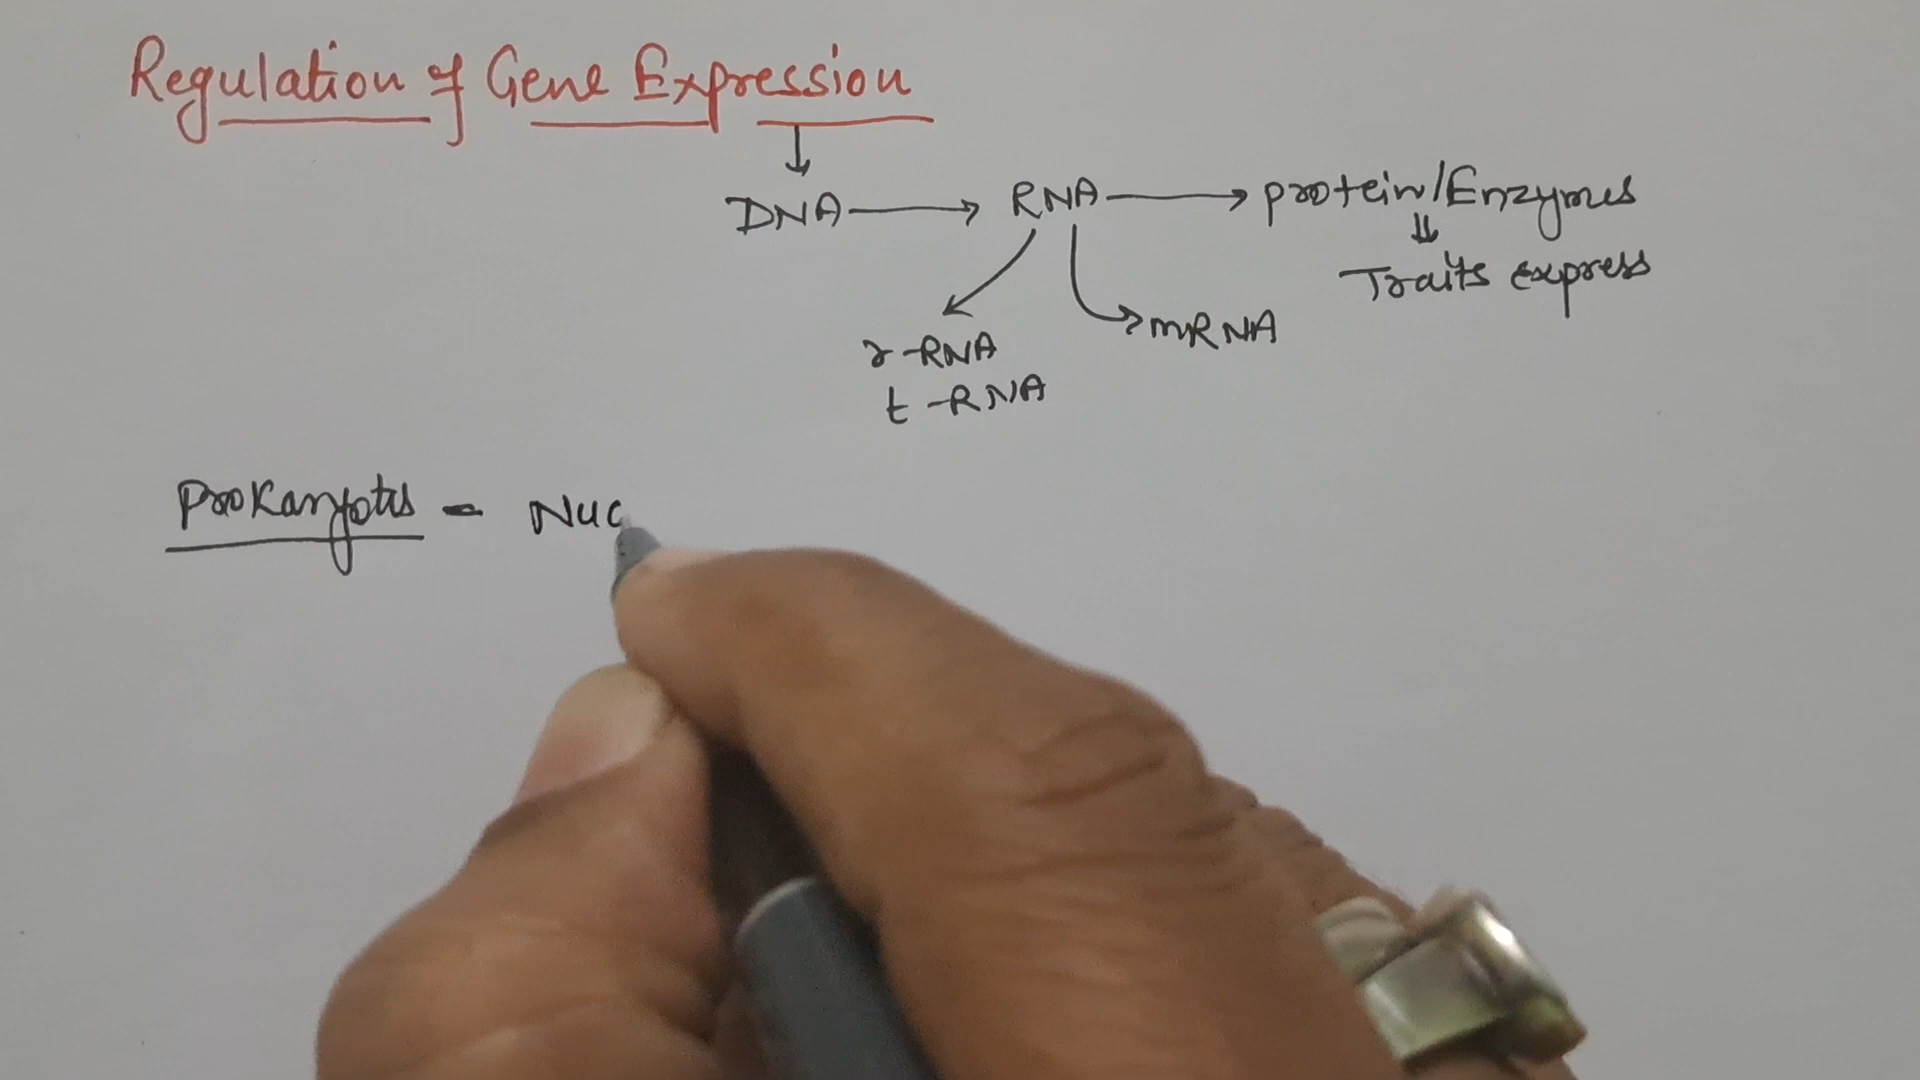 Regulation of Gene Expression
DNA → RNA → protein/Enzymes
Traits express
mRNA
r-RNA
t-RNA
Prokaryotes - Nuc